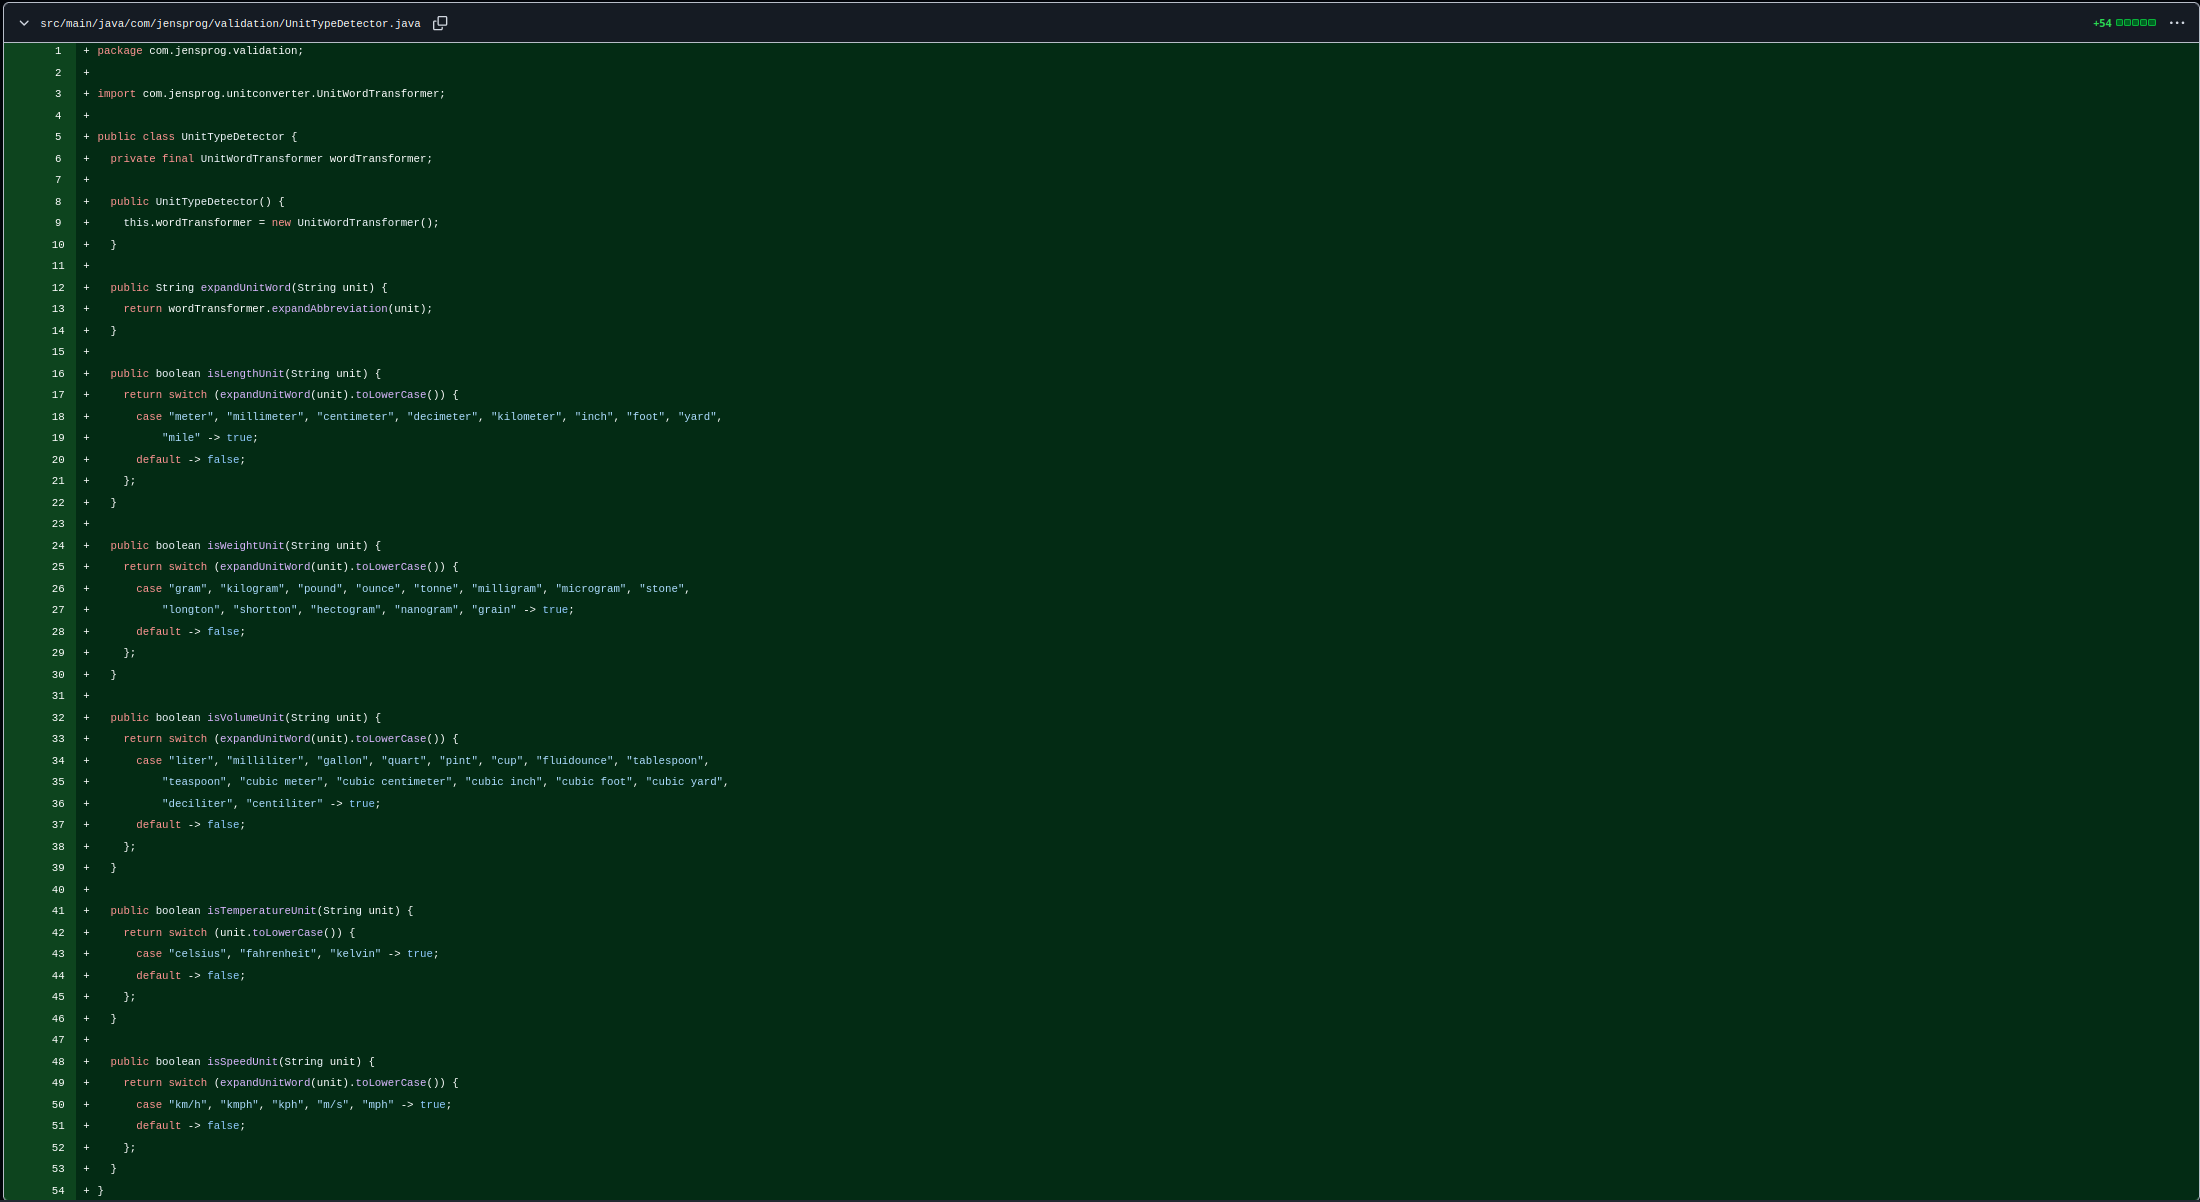 src/main/java/com/jensprog/validation/UnitTypeDetector.java +54
1 + package com.jensprog.validation;
2 +
3 + import com.jensprog.unitconverter.UnitWordTransformer;
4 +
5 + public class UnitTypeDetector {
6 +   private final UnitWordTransformer wordTransformer;
7 +
8 +   public UnitTypeDetector() {
9 +     this.wordTransformer = new UnitWordTransformer();
10 +   }
11 +
12 +   public String expandUnitWord(String unit) {
13 +     return wordTransformer.expandAbbreviation(unit);
14 +   }
15 +
16 +   public boolean isLengthUnit(String unit) {
17 +     return switch (expandUnitWord(unit).toLowerCase()) {
18 +       case "meter", "millimeter", "centimeter", "decimeter", "kilometer", "inch", "foot", "yard",
19 +           "mile" -> true;
20 +       default -> false;
21 +     };
22 +   }
23 +
24 +   public boolean isWeightUnit(String unit) {
25 +     return switch (expandUnitWord(unit).toLowerCase()) {
26 +       case "gram", "kilogram", "pound", "ounce", "tonne", "milligram", "microgram", "stone",
27 +           "longton", "shortton", "hectogram", "nanogram", "grain" -> true;
28 +       default -> false;
29 +     };
30 +   }
31 +
32 +   public boolean isVolumeUnit(String unit) {
33 +     return switch (expandUnitWord(unit).toLowerCase()) {
34 +       case "liter", "milliliter", "gallon", "quart", "pint", "cup", "fluidounce", "tablespoon",
35 +           "teaspoon", "cubic meter", "cubic centimeter", "cubic inch", "cubic foot", "cubic yard",
36 +           "deciliter", "centiliter" -> true;
37 +       default -> false;
38 +     };
39 +   }
40 +
41 +   public boolean isTemperatureUnit(String unit) {
42 +     return switch (unit.toLowerCase()) {
43 +       case "celsius", "fahrenheit", "kelvin" -> true;
44 +       default -> false;
45 +     };
46 +   }
47 +
48 +   public boolean isSpeedUnit(String unit) {
49 +     return switch (expandUnitWord(unit).toLowerCase()) {
50 +       case "km/h", "kmph", "kph", "m/s", "mph" -> true;
51 +       default -> false;
52 +     };
53 +   }
54 + }